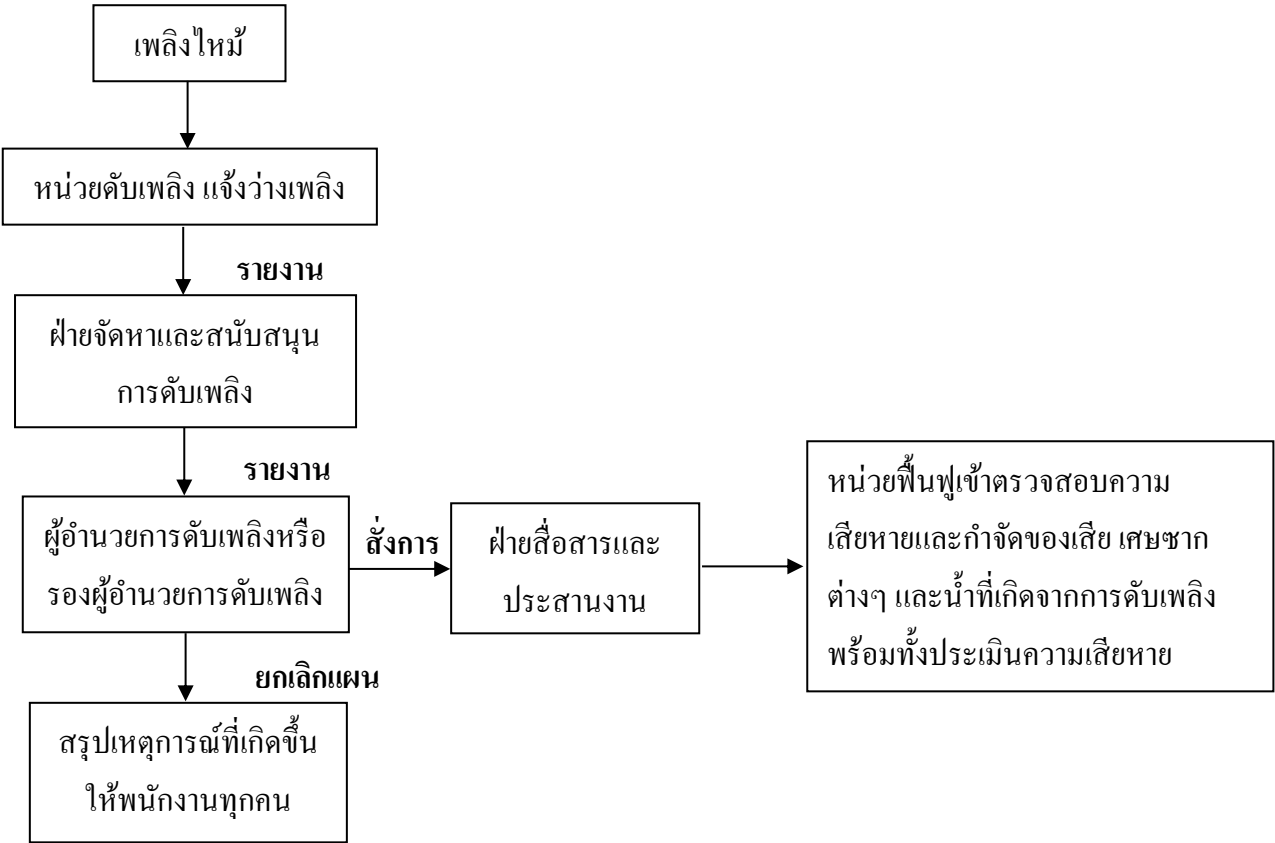 เพลิงไหม้
หน่วยดับเพลิง แจ้งว่างเพลิง
รายงาน
ฝ่ายจัดหาและสนับสนุน
การดับเพลิง
รายงาน
ผู้อำนวยการดับเพลิงหรือ
รองผู้อำนวยการดับเพลิง
สั่งการ
ฝ่ายสื่อสารและ
ประสานงาน
หน่วยฟื้นฟูเข้าตรวจสอบความ
เสียหายและกำจัดของเสีย เศษซาก
ต่างๆ และน้ำที่เกิดจากการดับเพลิง
พร้อมทั้งประเมินความเสียหาย
ยกเลิกแผน
สรุปเหตุการณ์ที่เกิดขึ้น
ให้พนักงานทุกคน